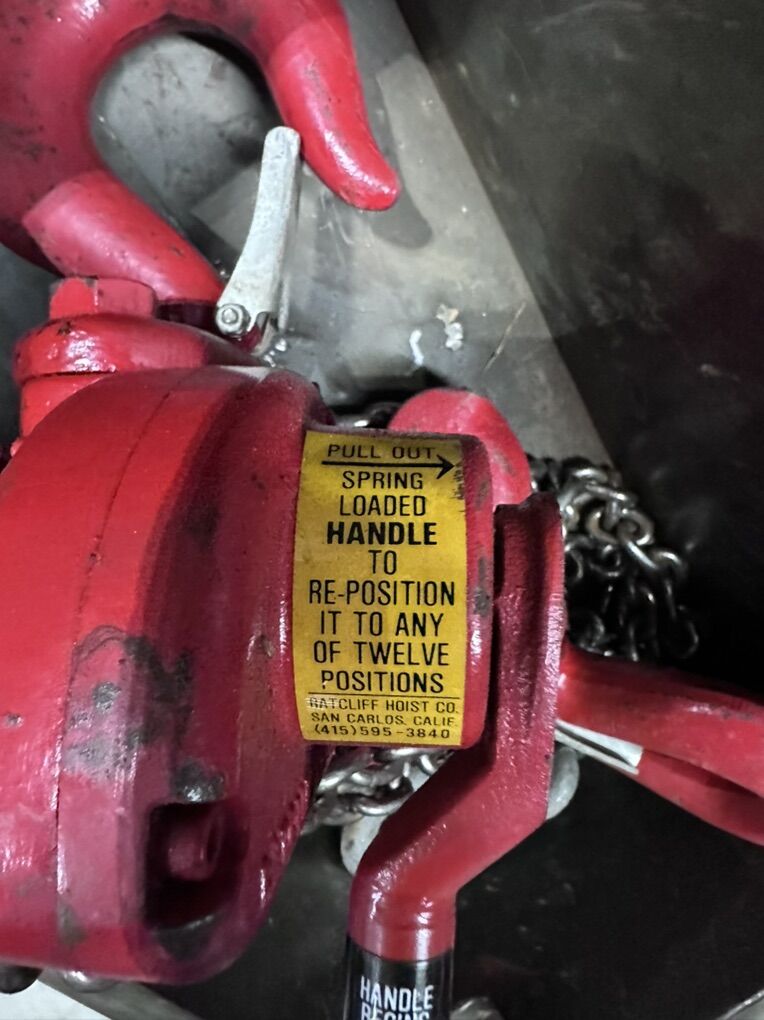 PULL OUT
SPRING
LOADED
HANDLE
TO
RE-POSITION
IT TO ANY
OF TWELVE
POSITIONS
RATCLIFF HOIST CO.
SAN CARLOS, CALIF.
(415) 595-3840
HANDLE
BEGINS